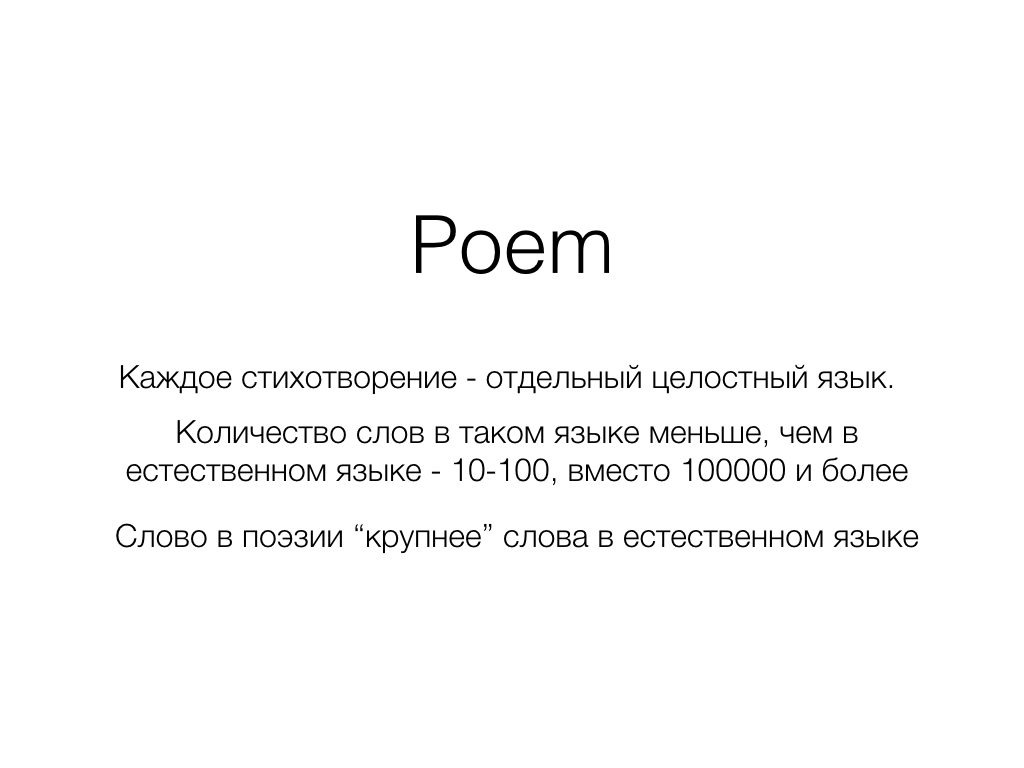 Poem
Каждое стихотворение - отдельный целостный язык.
Количество слов в таком языке меньше, чем в
естественном языке - 10-100, вместо 100000 и более
Слово в поэзии “крупнее” слова в естественном языке